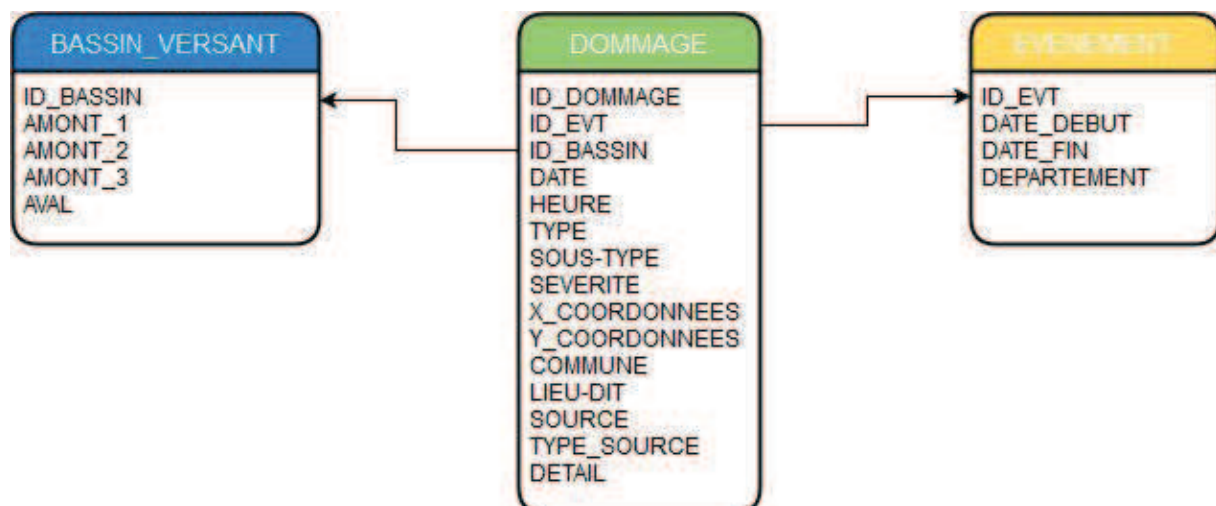 BASSIN_VERSANT
ID_BASSIN
AMONT_1
AMONT_2
AMONT_3
AVAL
DOMMAGE
ID_DOMMAGE
ID_EVT
ID_BASSIN
DATE
HEURE
TYPE
SOUS-TYPE
SEVERITE
X_COORDONNEES
Y_COORDONNEES
COMMUNE
LIEU-DIT
SOURCE
TYPE_SOURCE
DETAIL
EVENEMENT
ID_EVT
DATE_DEBUT
DATE_FIN
DEPARTEMENT